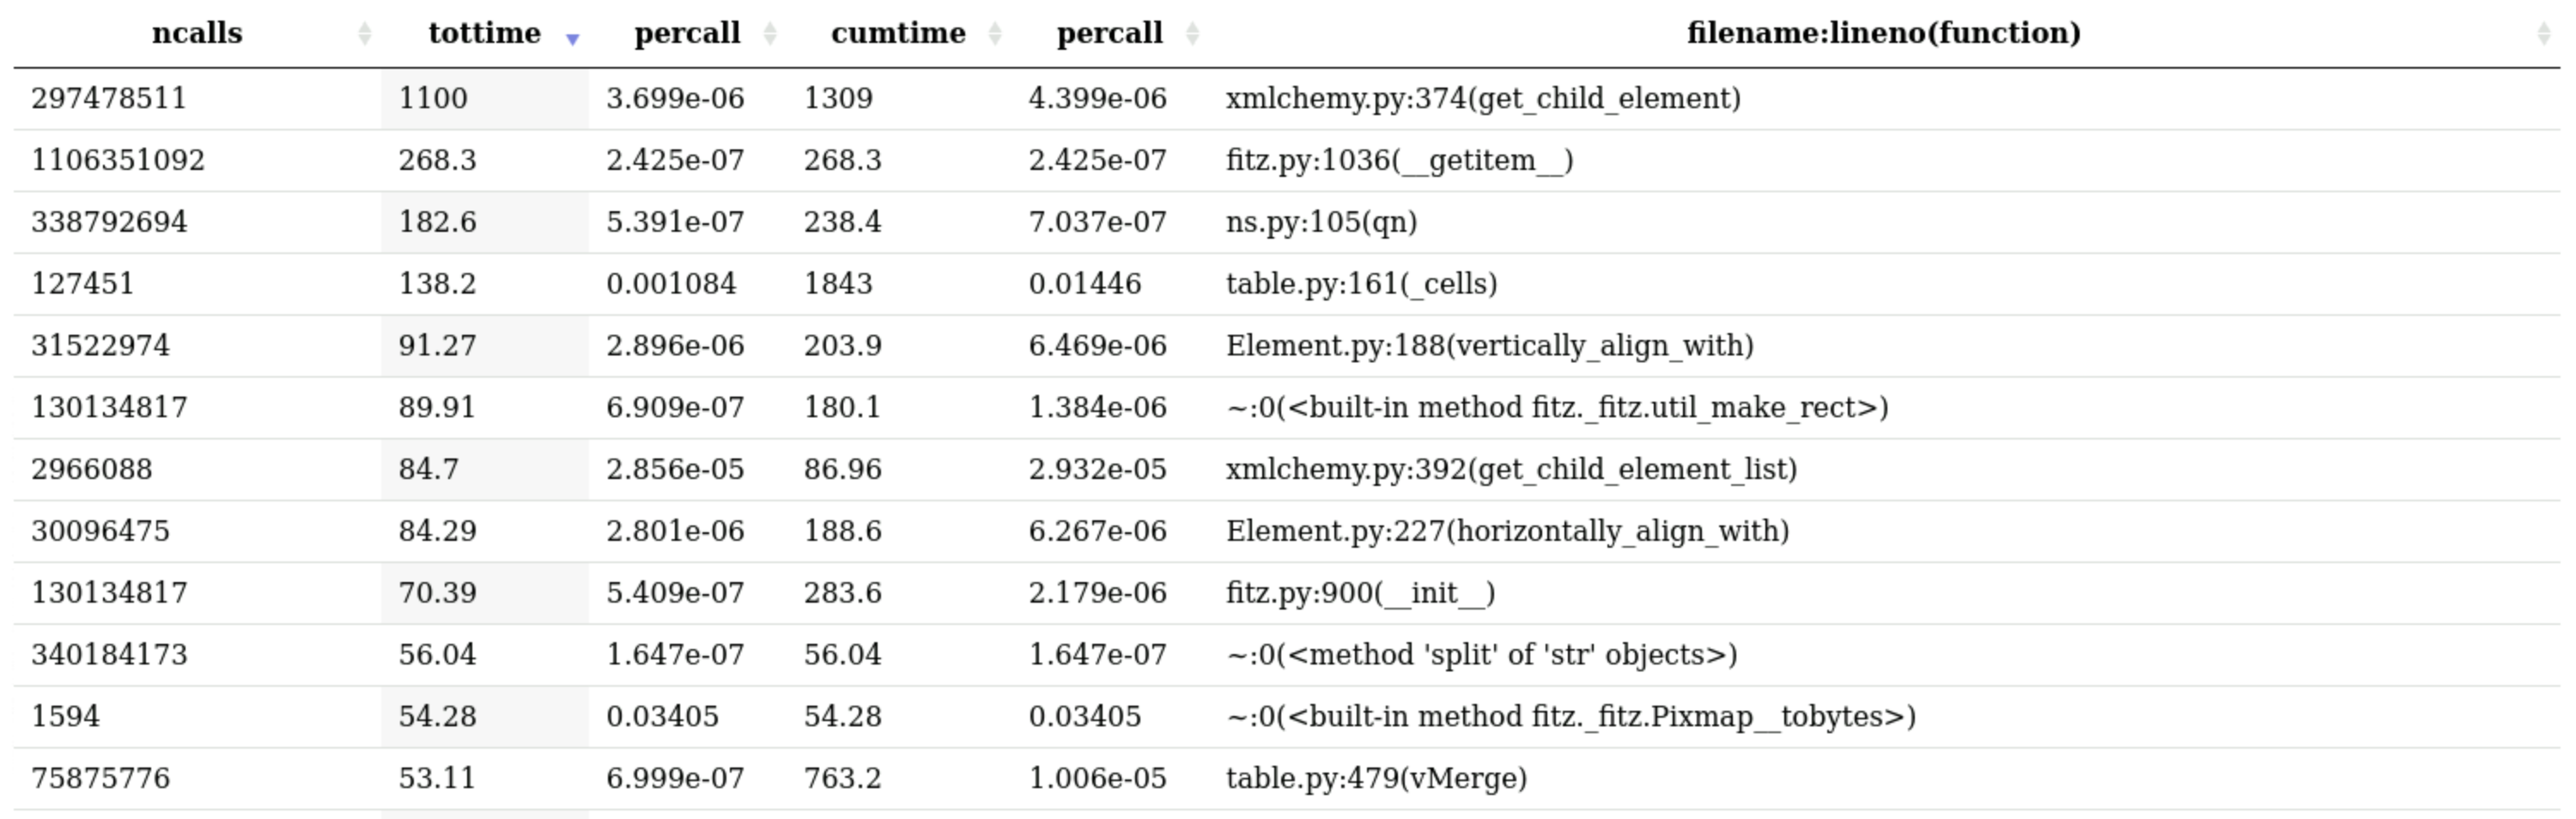 ncalls tottime percall cumtime percall filename:lineno(function)
297478511 1100 3.699e-06 1309 4.399e-06 xmlchemy.py:374(get_child_element)
1106351092 268.3 2.425e-07 268.3 2.425e-07 fitz.py:1036(__getitem__)
338792694 182.6 5.391e-07 238.4 7.037e-07 ns.py:105(qn)
127451 138.2 0.001084 1843 0.01446 table.py:161(_cells)
31522974 91.27 2.896e-06 203.9 6.469e-06 Element.py:188(vertically_align_with)
130134817 89.91 6.909e-07 180.1 1.384e-06 ~:0(<built-in method fitz._fitz.util_make_rect>)
2966088 84.7 2.856e-05 86.96 2.932e-05 xmlchemy.py:392(get_child_element_list)
30096475 84.29 2.801e-06 188.6 6.267e-06 Element.py:227(horizontally_align_with)
130134817 70.39 5.409e-07 283.6 2.179e-06 fitz.py:900(__init__)
340184173 56.04 1.647e-07 56.04 1.647e-07 ~:0(<method 'split' of 'str' objects>)
1594 54.28 0.03405 54.28 0.03405 ~:0(<built-in method fitz._fitz.Pixmap__tobytes>)
75875776 53.11 6.999e-07 763.2 1.006e-05 table.py:479(vMerge)